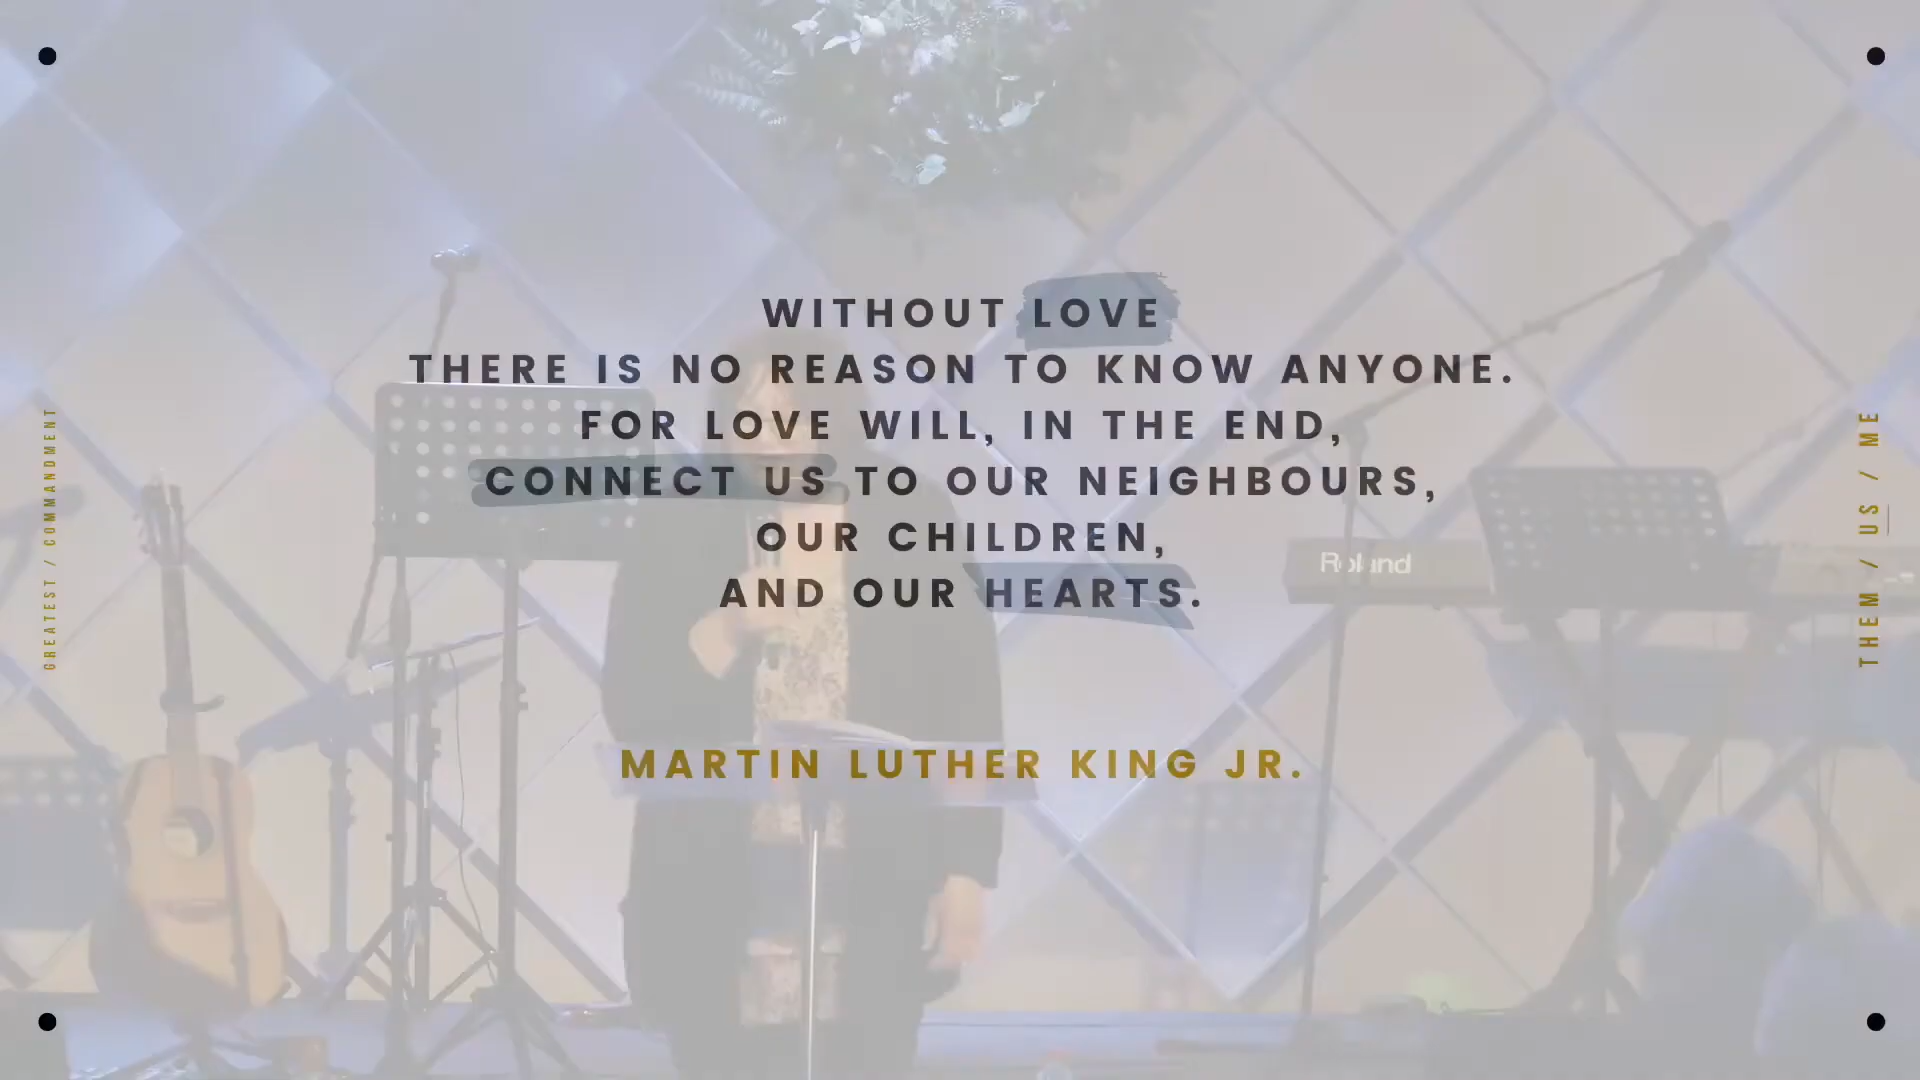 WITHOUT LOVE
THERE IS NO REASON TO KNOW ANYONE.
FOR LOVE WILL, IN THE END,
CONNECT US TO OUR NEIGHBOURS,
OUR CHILDREN,
AND OUR HEARTS.
MARTIN LUTHER KING JR.
GREATEST / COMMANDMENT
THEM / US / ME
Roland